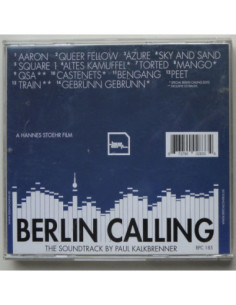 AARON QUEER FELLOW AZURE SKY AND SAND
SQUARE 1 ALTES KAMUFFEL TORTED MANGO
QSA CASTENETS BENGANG PEET
TRAIN GEBRUNN GEBRUNN
A HANNES STOEHR FILM
BERLIN CALLING
THE SOUNDTRACK BY PAUL KALKBRENNER